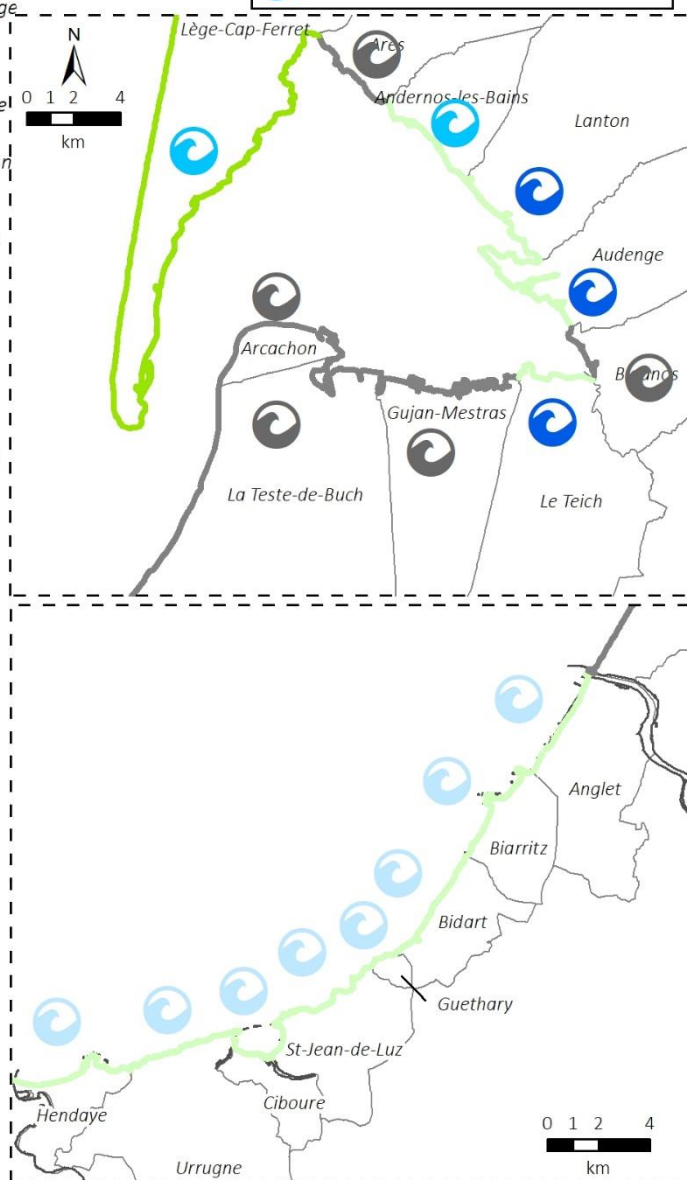 ge
e
n
N
0 1 2 4
km
Lège-Cap-Ferret
Arès
Andernos-les-Bains
Lanton
Audenge
Arcachon
Gujan-Mestras
La Teste-de-Buch
Le Teich
Anglet
Biarritz
Bidart
Guethary
St-Jean-de-Luz
Ciboure
Hendaye
Urrugne
0 1 2 4
km